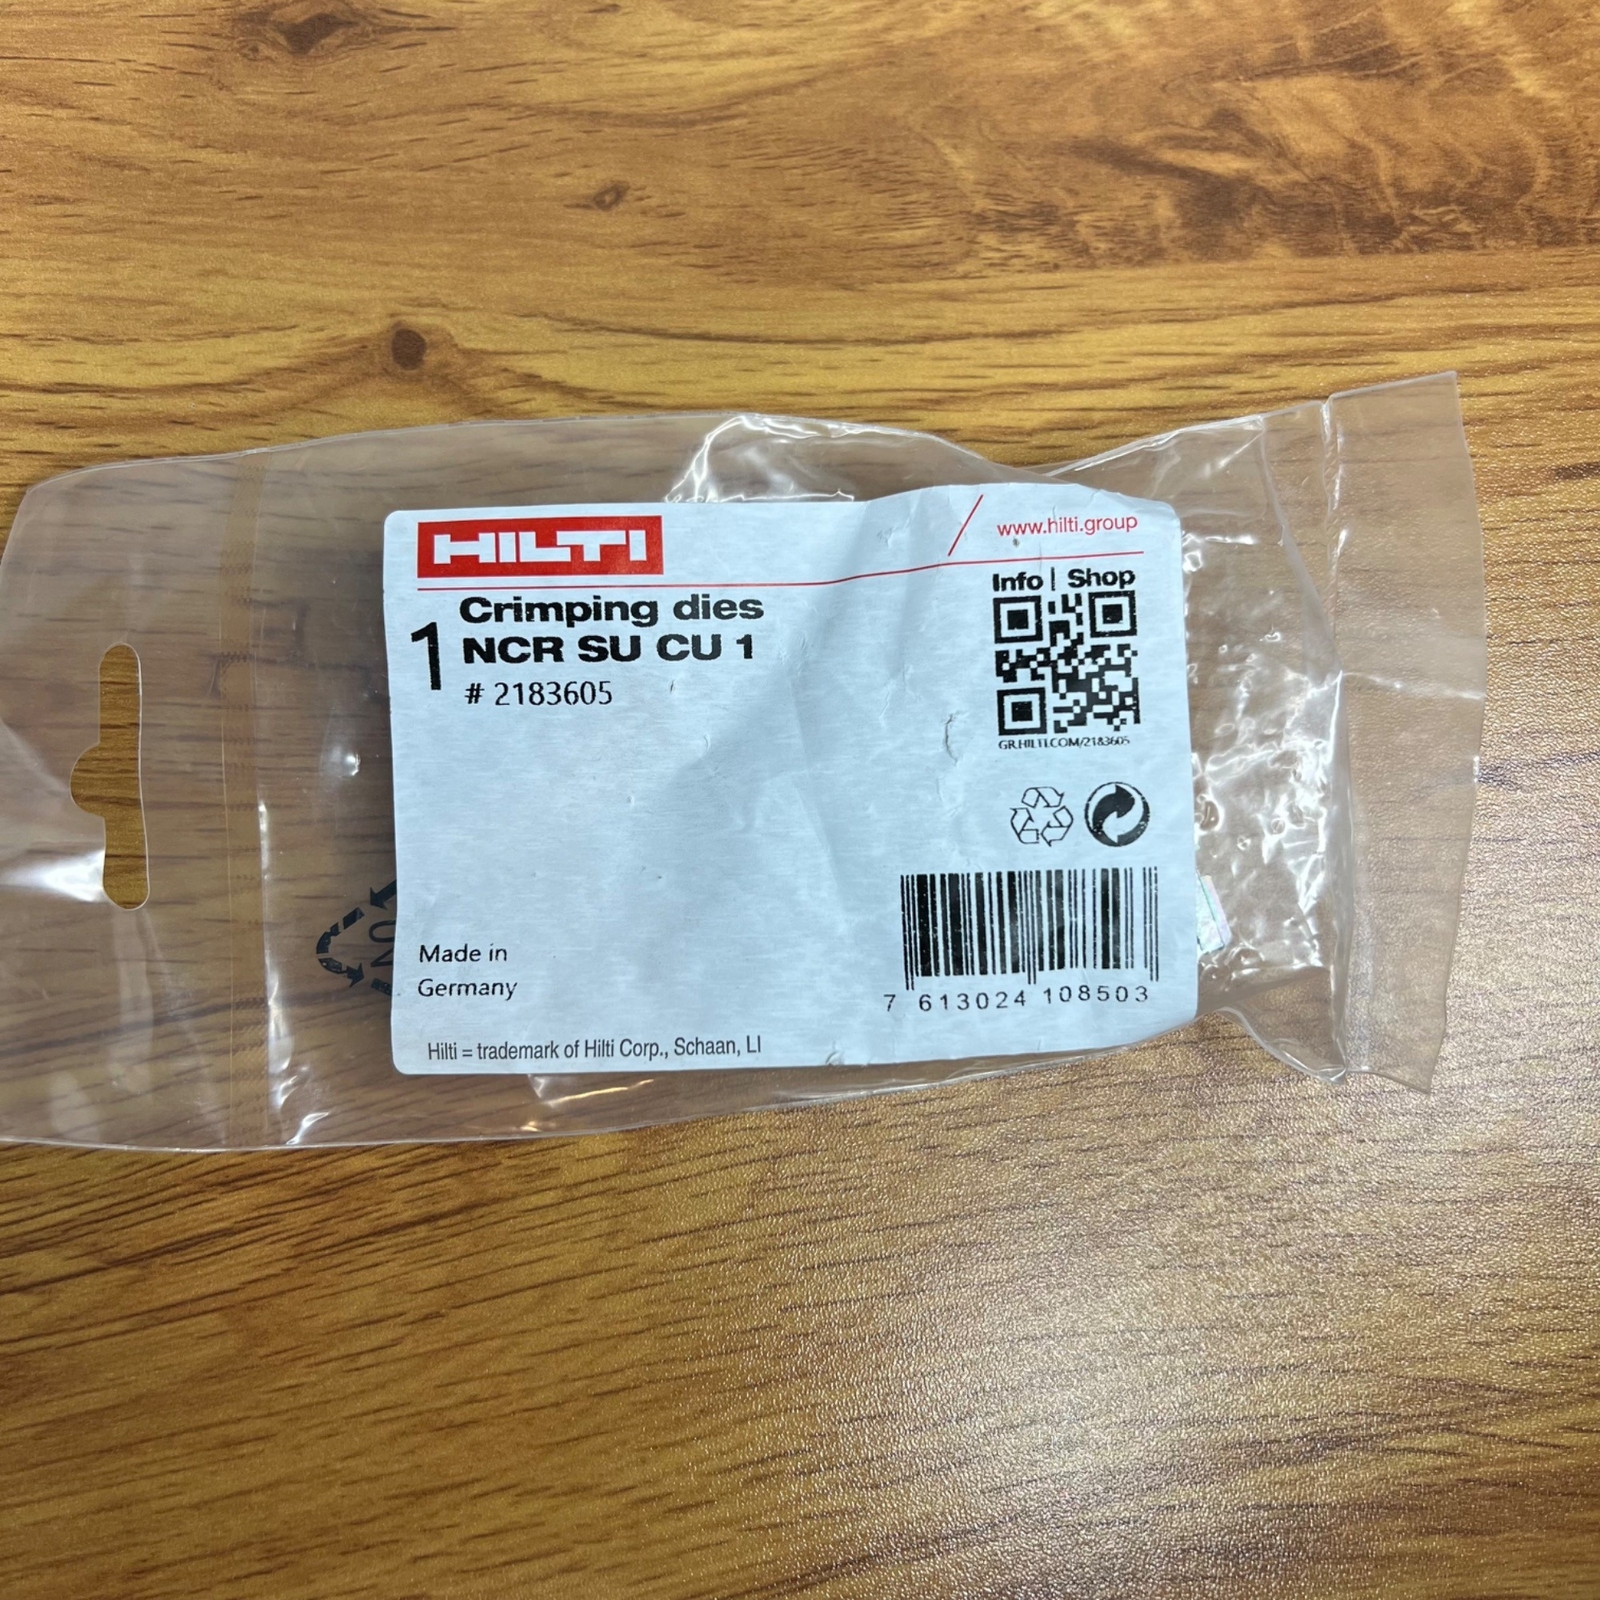 HILTI
www.hilti.group
Info | Shop
1
Crimping dies
NCR SU CU 1
# 2183605
GR.HILTI.COM/2183605
Made in
Germany
7 613024 108503
Hilti = trademark of Hilti Corp., Schaan, LI